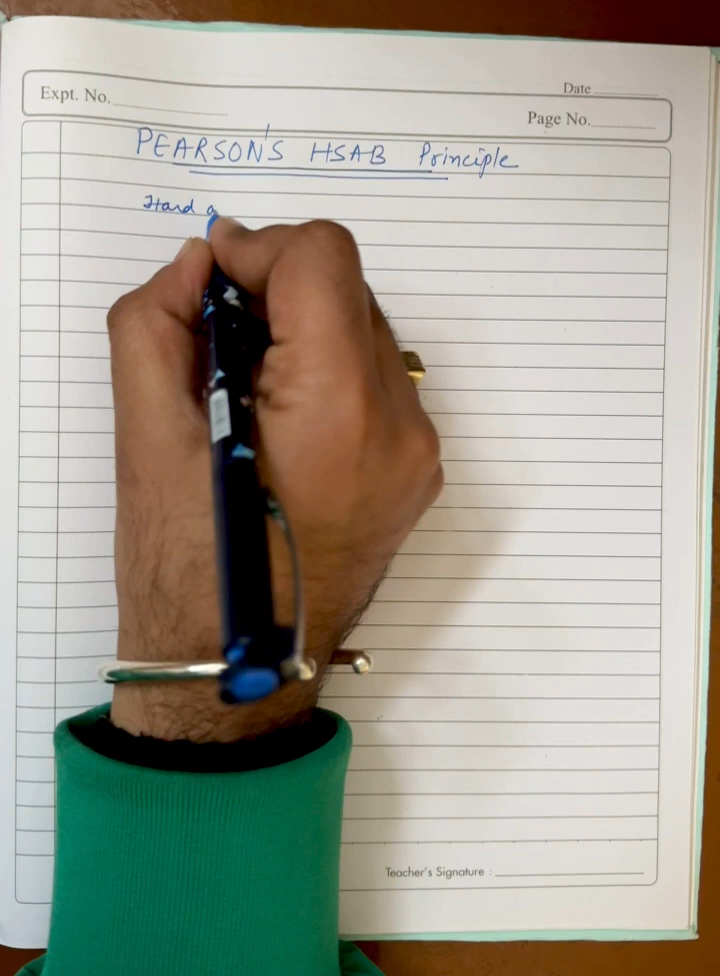 Expt. No.
Date
Page No.
PEARSON'S HSAB Principle
Hard a
Teacher's Signature :